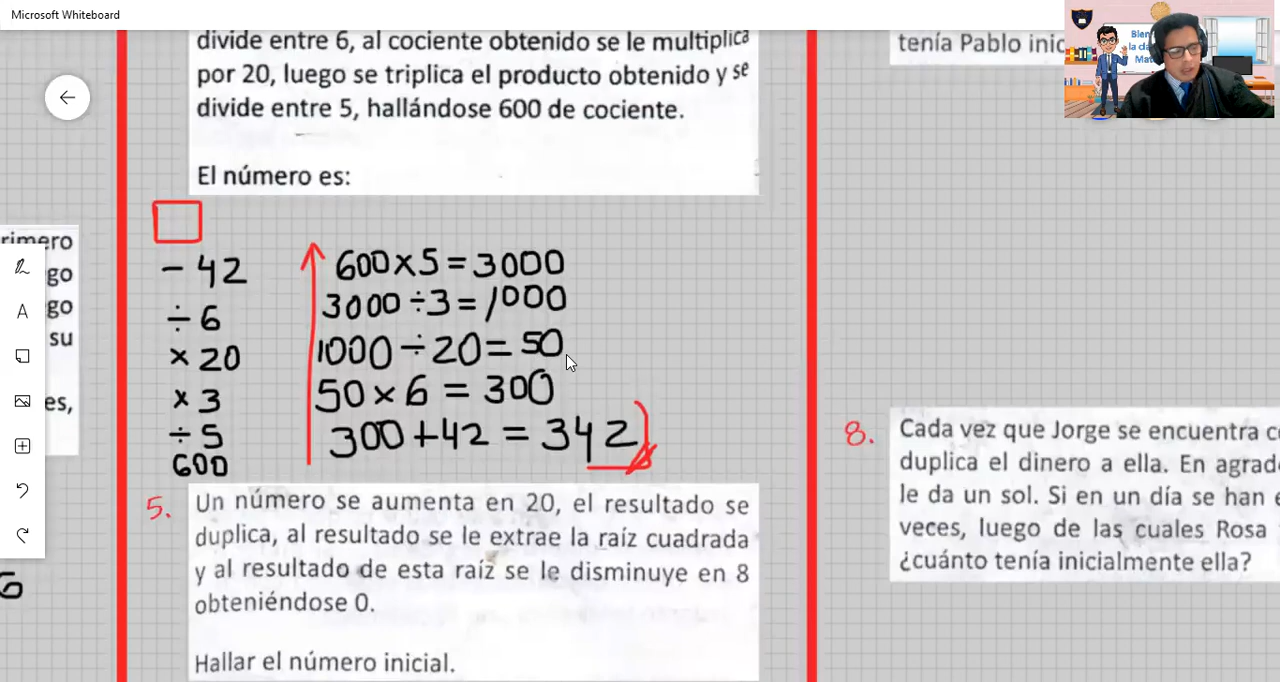 Microsoft Whiteboard
divide entre 6, al cociente obtenido se le multiplica
por 20, luego se triplica el producto obtenido y se
divide entre 5, hallándose 600 de cociente.
El número es:
- 42
÷ 6
× 20
× 3
÷ 5
600
600 × 5 = 3000
3000 ÷ 3 = 1000
1000 ÷ 20 = 50
50 × 6 = 300
300 + 42 = 342
5. Un número se aumenta en 20, el resultado se
duplica, al resultado se le extrae la raíz cuadrada
y al resultado de esta raíz se le disminuye en 8
obteniéndose 0.
Hallar el número inicial.
rimero
go
go
su
es,
A
6
tenía Pablo
8. Cada vez que Jorge se encuentra
duplica el dinero a ella. En
le da un sol. Si en un día se han
veces, luego de las cuales Rosa
¿cuánto tenía inicialmente ella?